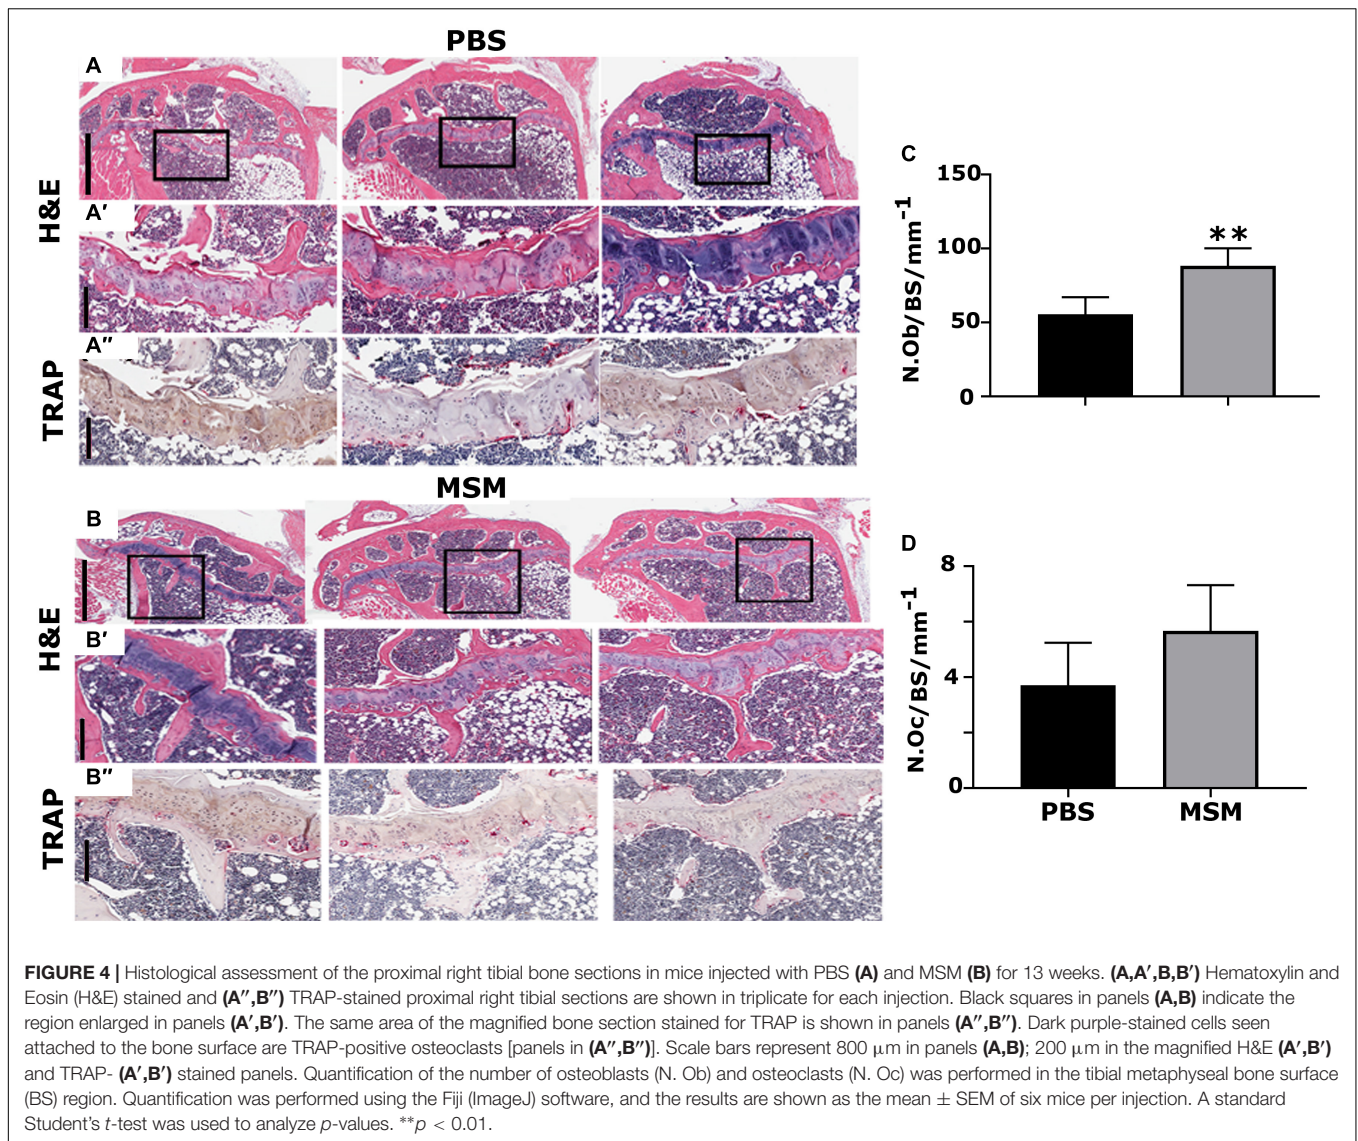 PBS
A
H&E
A′
A″
TRAP
MSM
B
H&E
B′
B″
TRAP
C
N.Ob/BS/mm⁻¹
150
100
50
0
**
D
N.Oc/BS/mm⁻¹
8
4
0
PBS MSM
FIGURE 4 | Histological assessment of the proximal right tibial bone sections in mice injected with PBS (A) and MSM (B) for 13 weeks. (A,A′,B,B′) Hematoxylin and
Eosin (H&E) stained and (A″,B″) TRAP-stained proximal right tibial sections are shown in triplicate for each injection. Black squares in panels (A,B) indicate the
region enlarged in panels (A′,B′). The same area of the magnified bone section stained for TRAP is shown in panels (A″,B″). Dark purple-stained cells seen
attached to the bone surface are TRAP-positive osteoclasts [panels in (A″,B″)]. Scale bars represent 800 μm in panels (A,B); 200 μm in the magnified H&E (A′,B′)
and TRAP- (A′,B′) stained panels. Quantification of the number of osteoblasts (N. Ob) and osteoclasts (N. Oc) was performed in the tibial metaphyseal bone surface
(BS) region. Quantification was performed using the Fiji (ImageJ) software, and the results are shown as the mean ± SEM of six mice per injection. A standard
Student's t-test was used to analyze p-values. **p < 0.01.